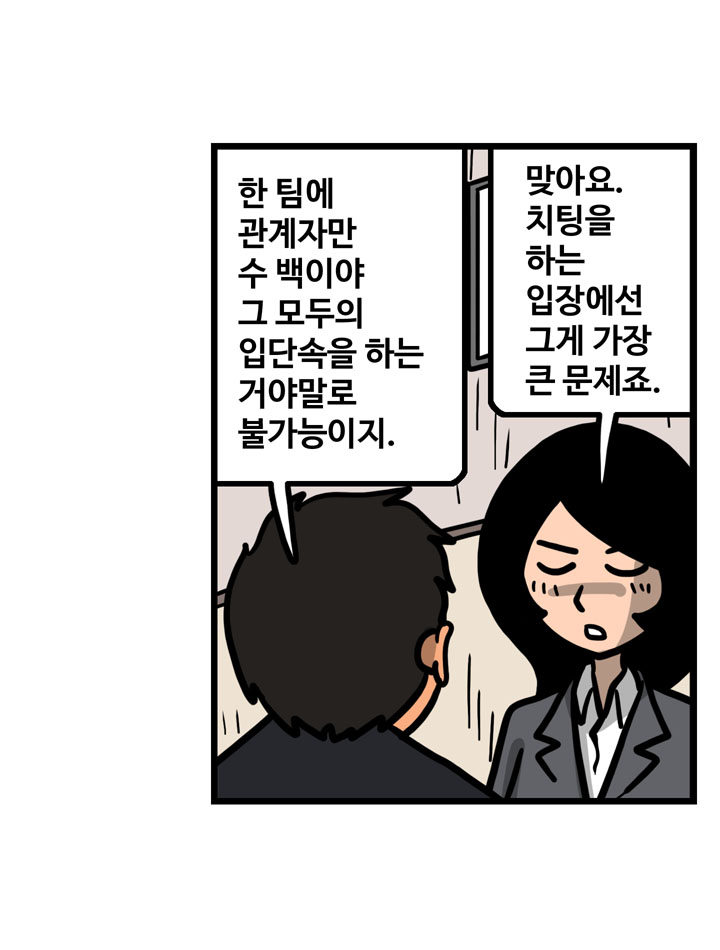 한 팀에
관계자만
수 백이야
그 모두의
입단속을 하는
거야말로
불가능이지.
맞아요.
치팅을
하는
입장에선
그게 가장
큰 문제죠.